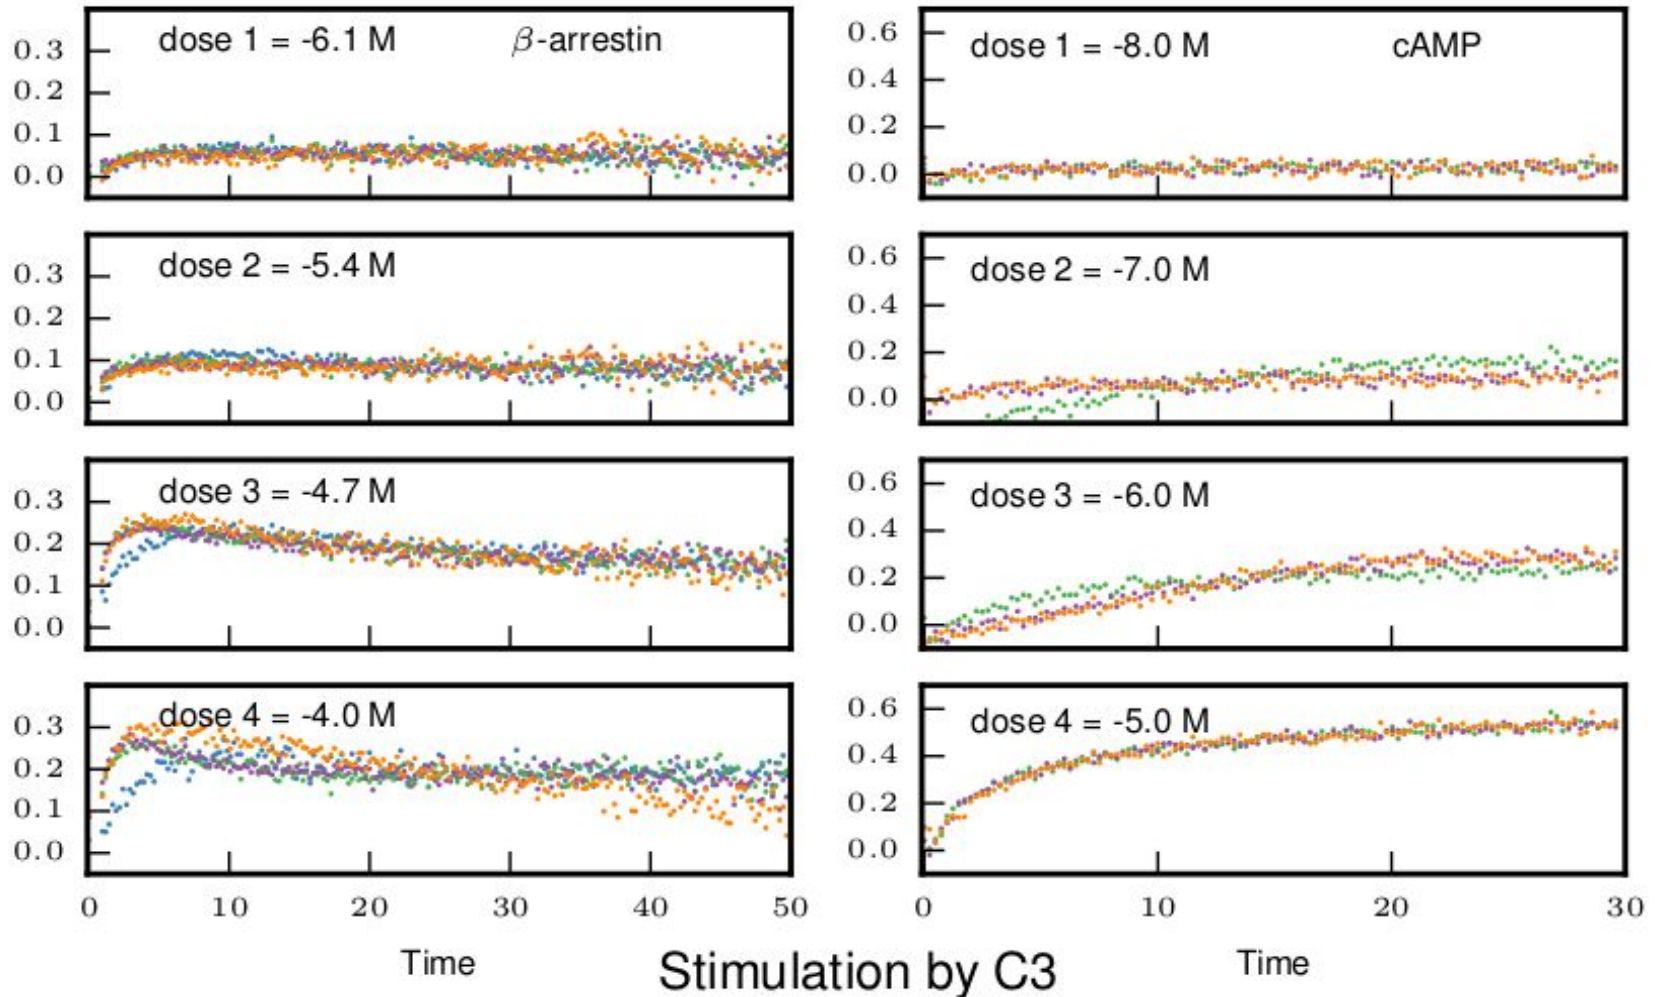 dose 1 = -6.1 M β-arrestin
0.3
0.2
0.1
0.0
dose 1 = -8.0 M cAMP
0.6
0.4
0.2
0.0
dose 2 = -5.4 M
0.3
0.2
0.1
0.0
dose 2 = -7.0 M
0.6
0.4
0.2
0.0
dose 3 = -4.7 M
0.3
0.2
0.1
0.0
dose 3 = -6.0 M
0.6
0.4
0.2
0.0
dose 4 = -4.0 M
0.3
0.2
0.1
0.0
dose 4 = -5.0 M
0.6
0.4
0.2
0.0
0 10 20 30 40 50
0 10 20 30
Time
Time
Stimulation by C3